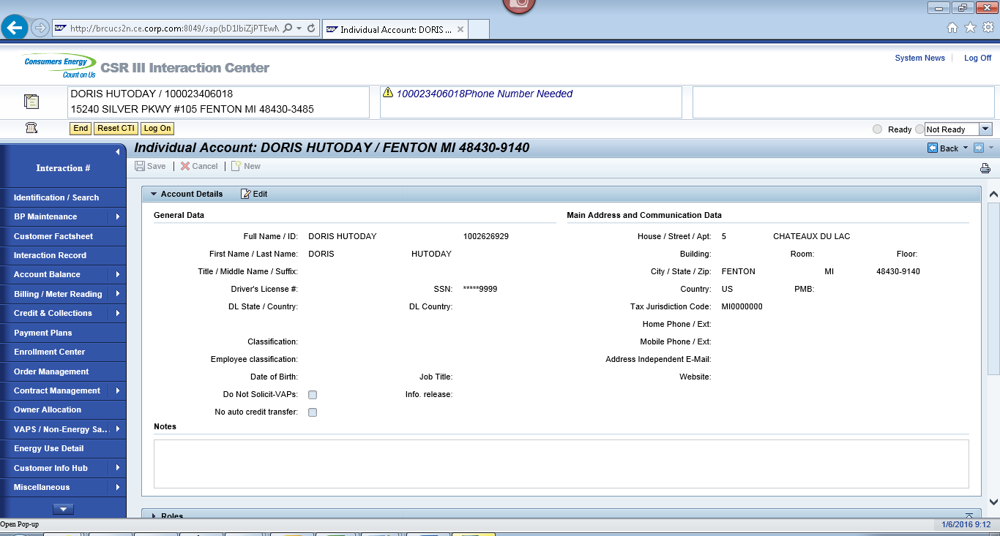 http://brcucs2n.ce.corp.com:8049/sap(bD1lbiZjPTEwN
Individual Account: DORIS ...
Consumers Energy
Count on Us
CSR III Interaction Center
System News
Log Off
DORIS HUTODAY / 100023406018
15240 SILVER PKWY #105 FENTON MI 48430-3485
100023406018Phone Number Needed
End
Reset CTI
Log On
Ready
Not Ready
Individual Account: DORIS HUTODAY / FENTON MI 48430-9140
Back
Interaction #
Save
Cancel
New
Identification / Search
BP Maintenance
Customer Factsheet
Interaction Record
Account Balance
Billing / Meter Reading
Credit & Collections
Payment Plans
Enrollment Center
Order Management
Contract Management
Owner Allocation
VAPS / Non-Energy Sa...
Energy Use Detail
Customer Info Hub
Miscellaneous
Account Details
Edit
General Data
Full Name / ID: DORIS HUTODAY 1002626929
First Name / Last Name: DORIS HUTODAY
Title / Middle Name / Suffix:
Driver's License #: SSN: *****9999
DL State / Country: DL Country:
Classification:
Employee classification:
Date of Birth: Job Title:
Do Not Solicit-VAPs: Info. release:
No auto credit transfer:
Main Address and Communication Data
House / Street / Apt: 5 CHATEAUX DU LAC
Building: Room: Floor:
City / State / Zip: FENTON MI 48430-9140
Country: US PMB:
Tax Jurisdiction Code: MI0000000
Home Phone / Ext:
Mobile Phone / Ext:
Address Independent E-Mail:
Website:
Notes
Roles
Open Pop-up
1/6/2016 9:12